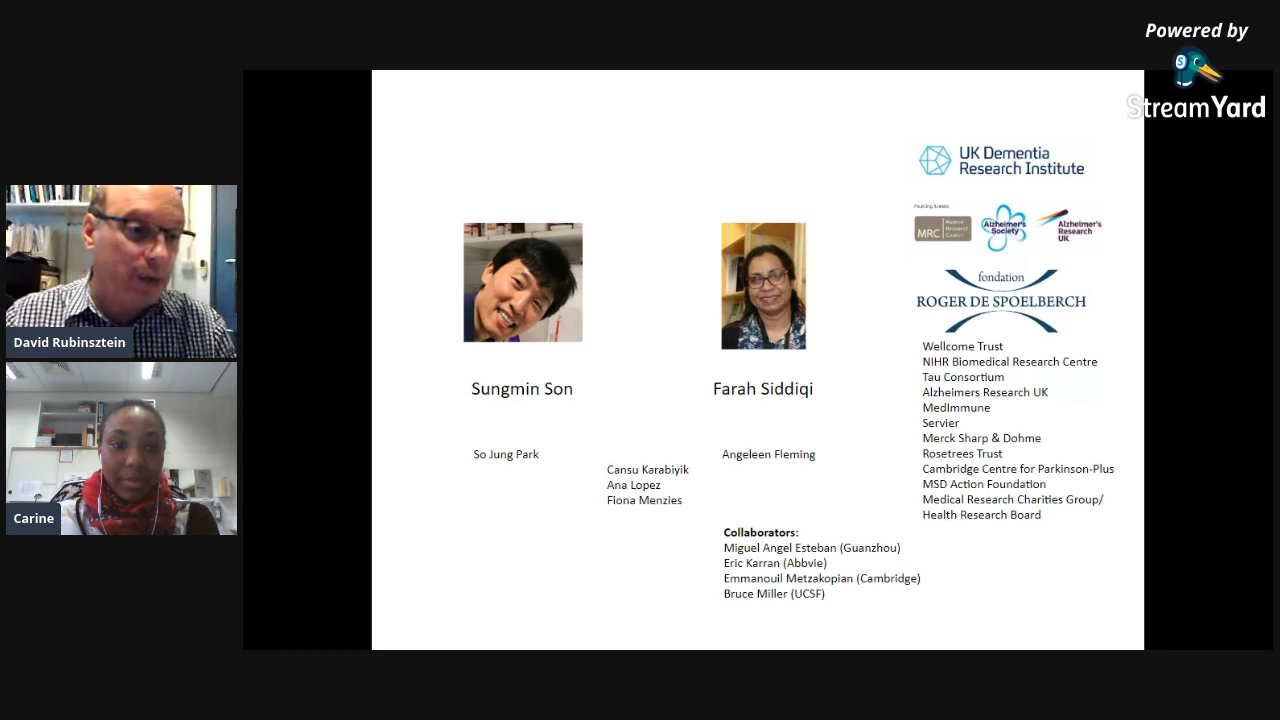 Powered by
StreamYard
David Rubinsztein
Carine
UK Dementia
Research Institute
MRC
Medical
Research
Council
Alzheimer's
Society
Alzheimer's
Research
UK
fondation
ROGER DE SPOELBERCH
Sungmin Son
Farah Siddiqi
So Jung Park
Angeleen Fleming
Cansu Karabiyik
Ana Lopez
Fiona Menzies
Wellcome Trust
NIHR Biomedical Research Centre
Tau Consortium
Alzheimers Research UK
MedImmune
Servier
Merck Sharp & Dohme
Rosetrees Trust
Cambridge Centre for Parkinson-Plus
MSD Action Foundation
Medical Research Charities Group/
Health Research Board
Collaborators:
Miguel Angel Esteban (Guanzhou)
Eric Karran (Abbvie)
Emmanouil Metzakopian (Cambridge)
Bruce Miller (UCSF)